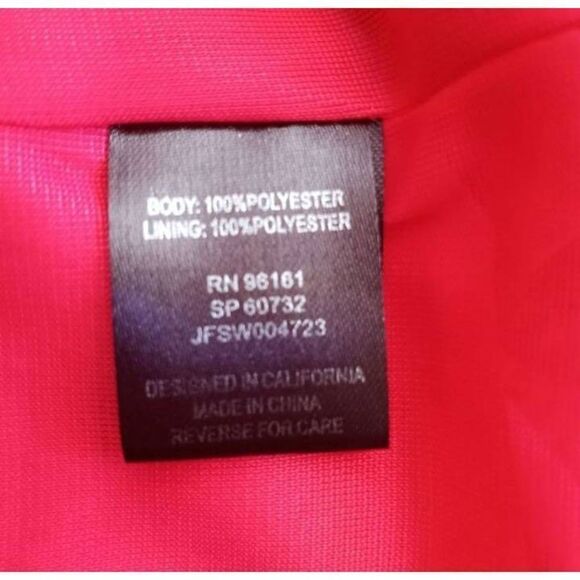 BODY: 100%POLYESTER
LINING: 100%POLYESTER
RN 96161
SP 60732
JFSW004723
DESIGNED IN CALIFORNIA
MADE IN CHINA
REVERSE FOR CARE